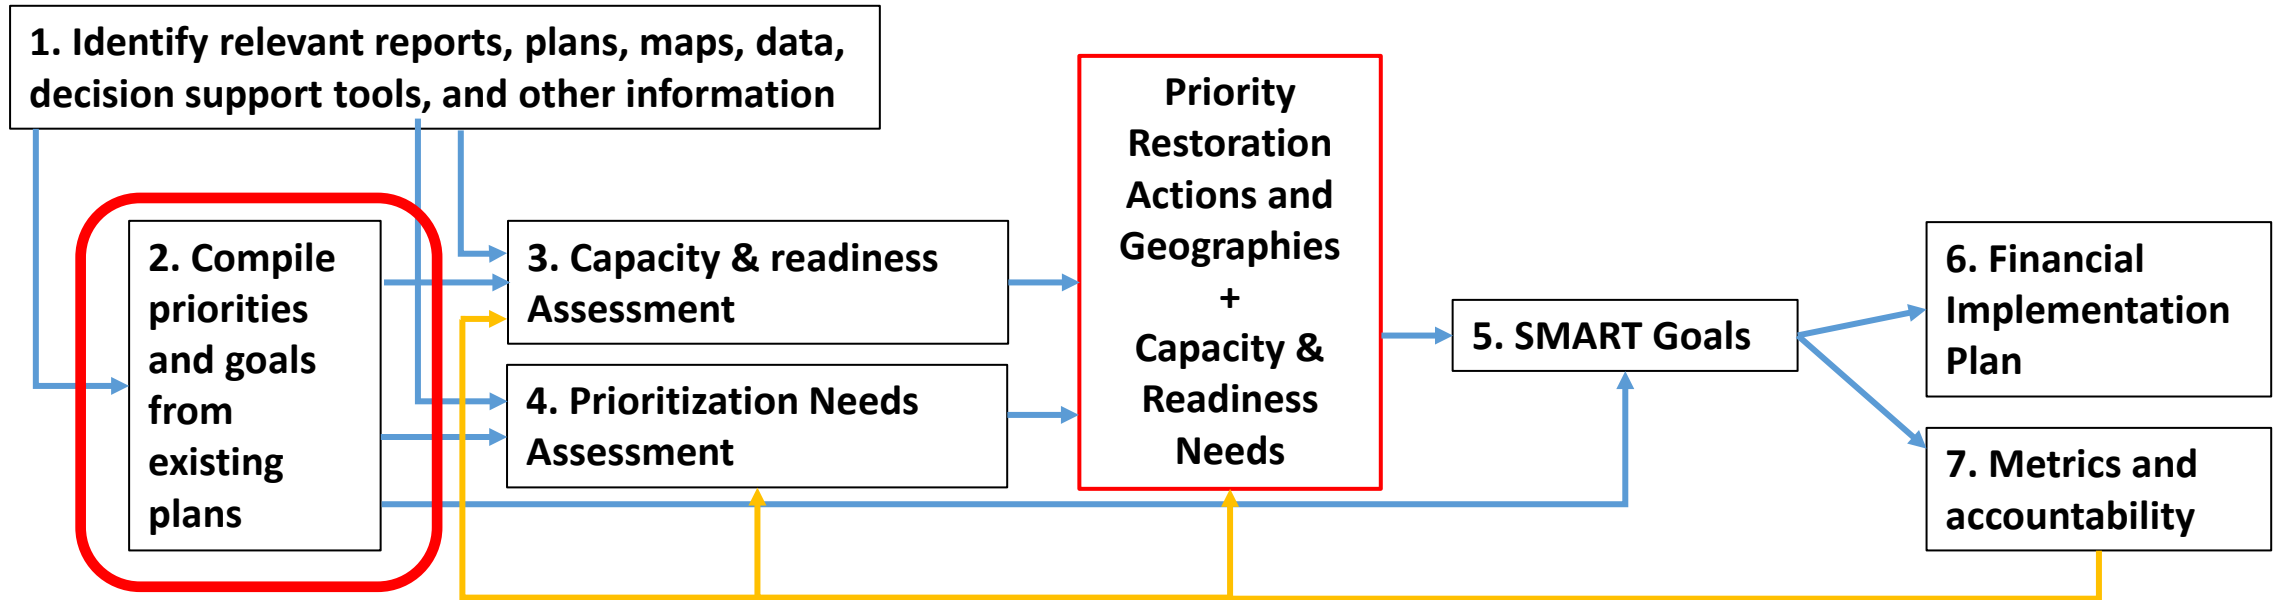 1. Identify relevant reports, plans, maps, data,
decision support tools, and other information
2. Compile
priorities
and goals
from
existing
plans
3. Capacity & readiness
Assessment
4. Prioritization Needs
Assessment
Priority
Restoration
Actions and
Geographies
+
Capacity &
Readiness
Needs
5. SMART Goals
6. Financial
Implementation
Plan
7. Metrics and
accountability